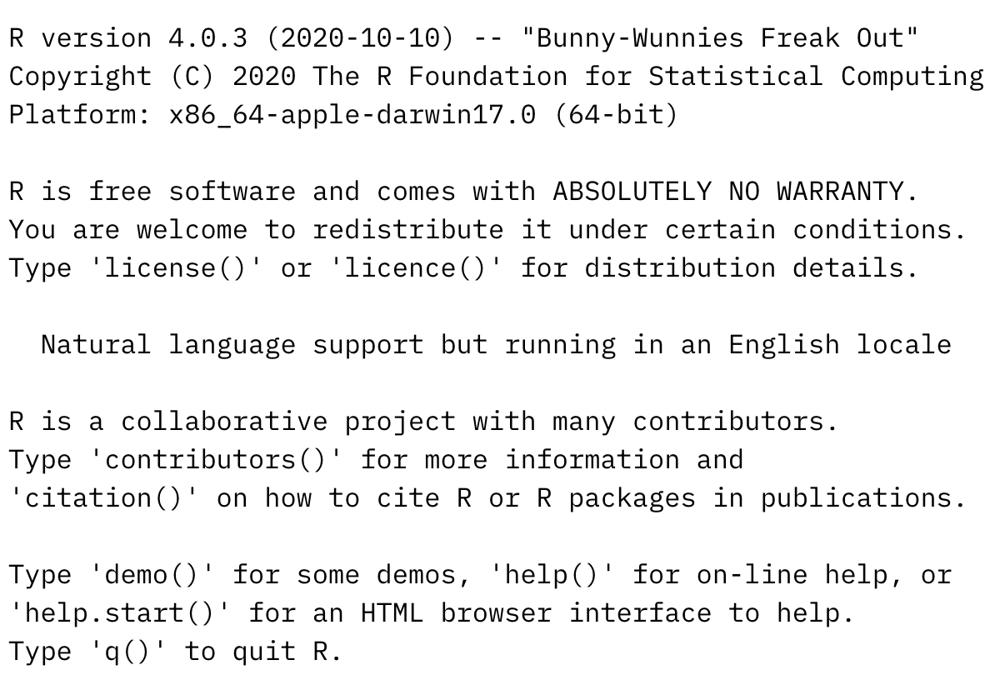 R version 4.0.3 (2020-10-10) -- "Bunny-Wunnies Freak Out"
Copyright (C) 2020 The R Foundation for Statistical Computing
Platform: x86_64-apple-darwin17.0 (64-bit)

R is free software and comes with ABSOLUTELY NO WARRANTY.
You are welcome to redistribute it under certain conditions.
Type 'license()' or 'licence()' for distribution details.

  Natural language support but running in an English locale

R is a collaborative project with many contributors.
Type 'contributors()' for more information and
'citation()' on how to cite R or R packages in publications.

Type 'demo()' for some demos, 'help()' for on-line help, or
'help.start()' for an HTML browser interface to help.
Type 'q()' to quit R.